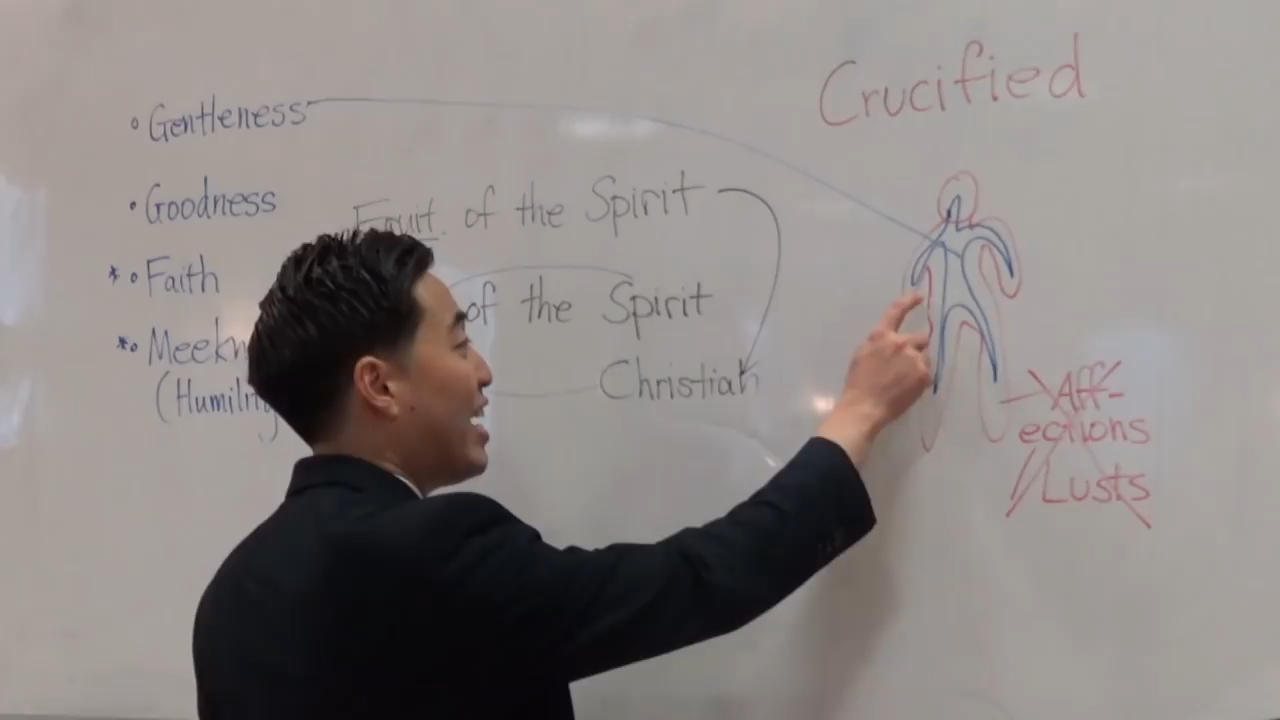 • Gentleness
• Goodness
* • Faith
* • Meekn
(Humility
Fruit of the Spirit
of the Spirit
Christian
Crucified
Aff-
ections
Lusts